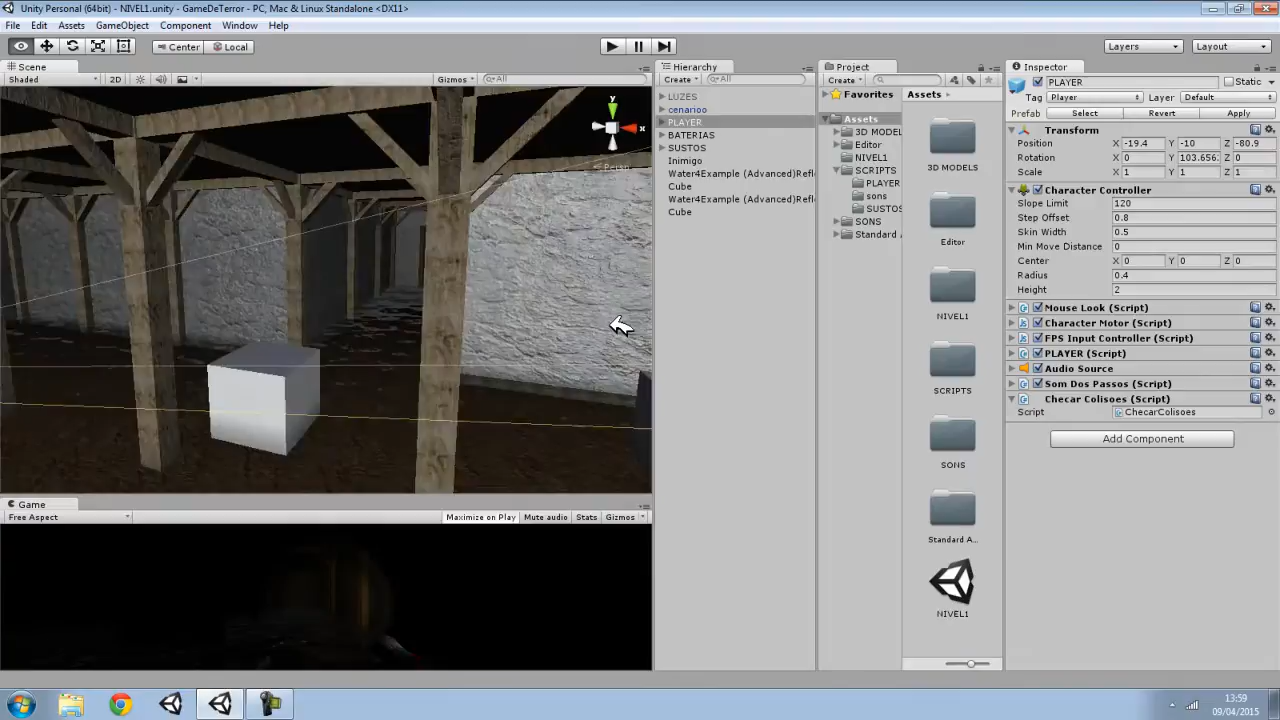 Unity Personal (64bit) - NIVEL1.unity - GameDeTerror - PC, Mac & Linux Standalone <DX11>
File Edit Assets GameObject Component Window Help
Center Local Layers Layout
Scene
Shaded 2D Gizmos All
y
x
Persp
Hierarchy
Create All
LUZES
cenarioo
PLAYER
BATERIAS
SUSTOS
Inimigo
Water4Example (Advanced)Refl
Cube
Water4Example (Advanced)Refl
Cube
Project
Create
Favorites
Assets
3D MODEL
Editor
NIVEL1
SCRIPTS
PLAYER
sons
SUSTOS
SONS
Standard
Assets
3D MODELS
Editor
NIVEL1
SCRIPTS
SONS
Standard A...
NIVEL1
Inspector
PLAYER Static
Tag Player Layer Default
Prefab Select Revert Apply
Transform
Position X -19.4 Y -10 Z -80.9
Rotation X 0 Y 103.656 Z 0
Scale X 1 Y 1 Z 1
Character Controller
Slope Limit 120
Step Offset 0.8
Skin Width 0.5
Min Move Distance 0
Center X 0 Y 0 Z 0
Radius 0.4
Height 2
Mouse Look (Script)
Character Motor (Script)
FPS Input Controller (Script)
PLAYER (Script)
Audio Source
Som Dos Passos (Script)
Checar Colisoes (Script)
Script ChecarColisoes
Add Component
Game
Free Aspect Maximize on Play Mute audio Stats Gizmos
13:59
09/04/2015